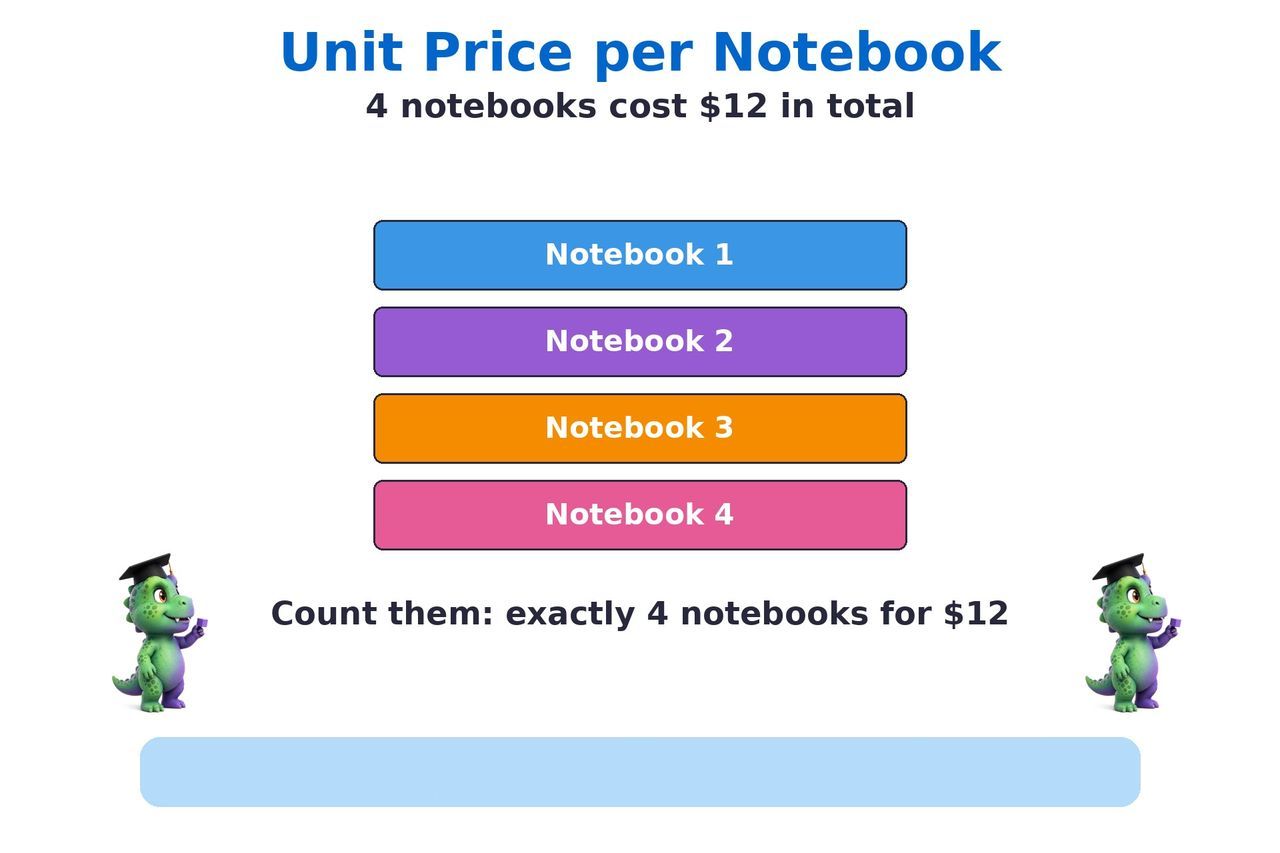 Unit Price per Notebook
4 notebooks cost $12 in total
Notebook 1
Notebook 2
Notebook 3
Notebook 4
Count them: exactly 4 notebooks for $12